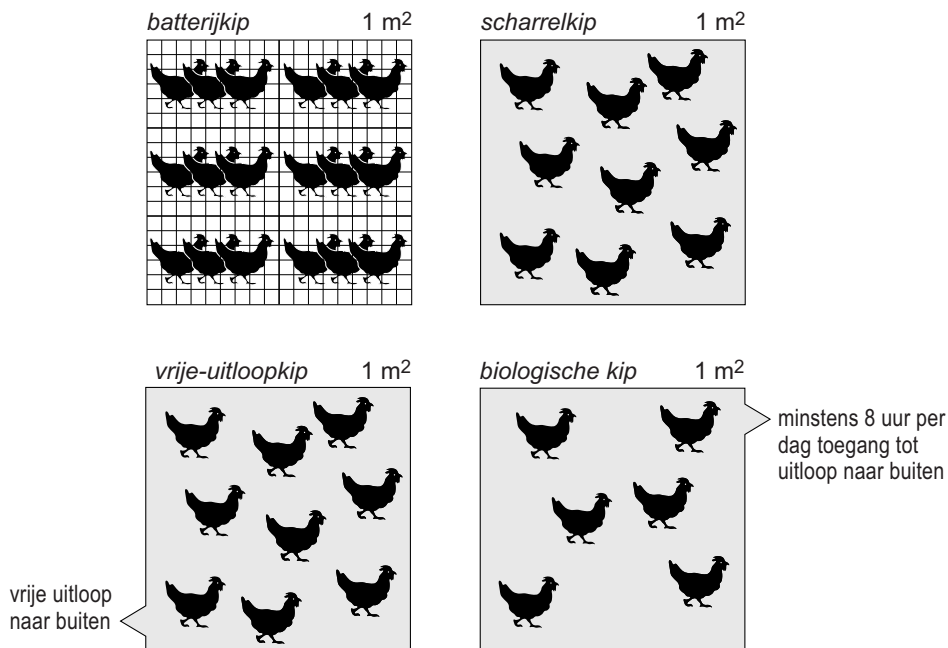 batterijkip 1 m²
scharrelkip 1 m²
vrije-uitloopkip 1 m²
biologische kip 1 m²
minstens 8 uur per
dag toegang tot
uitloop naar buiten
vrije uitloop
naar buiten